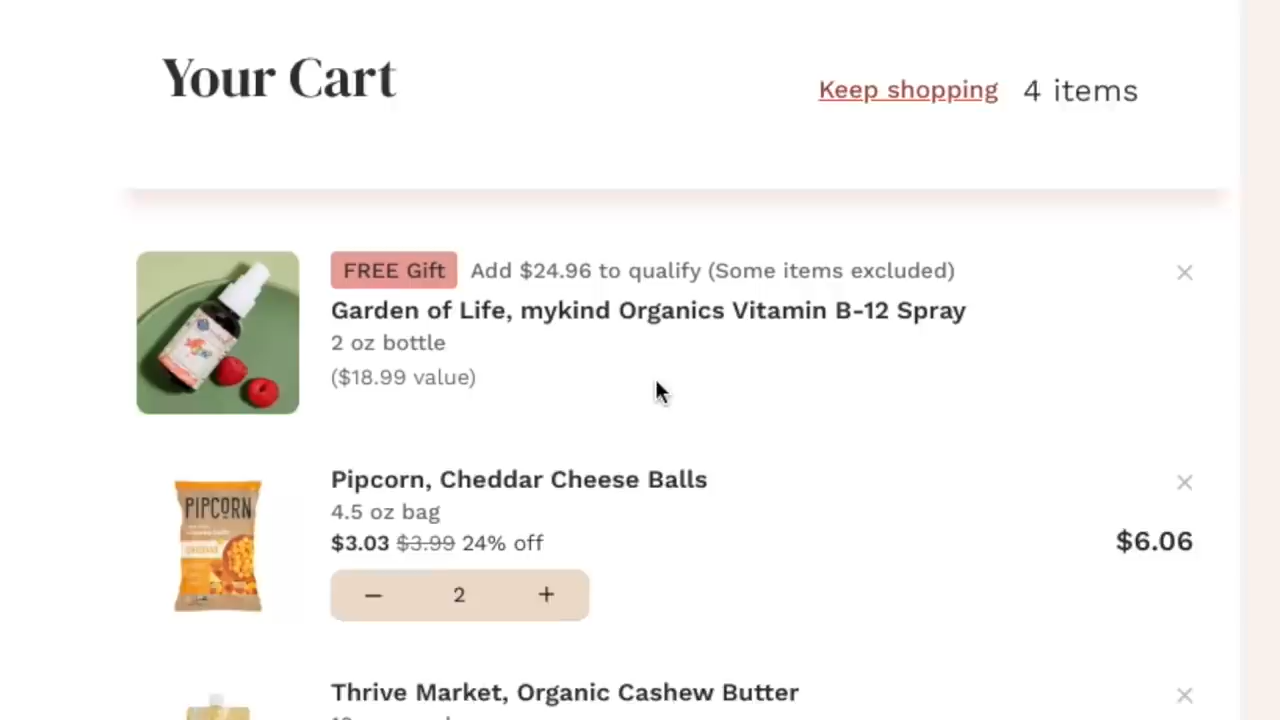 Your Cart
Keep shopping 4 items
FREE Gift Add $24.96 to qualify (Some items excluded)
Garden of Life, mykind Organics Vitamin B-12 Spray
2 oz bottle
($18.99 value)
Pipcorn, Cheddar Cheese Balls
4.5 oz bag
$3.03 $3.99 24% off
$6.06
− 2 +
PIPCORN
Thrive Market, Organic Cashew Butter